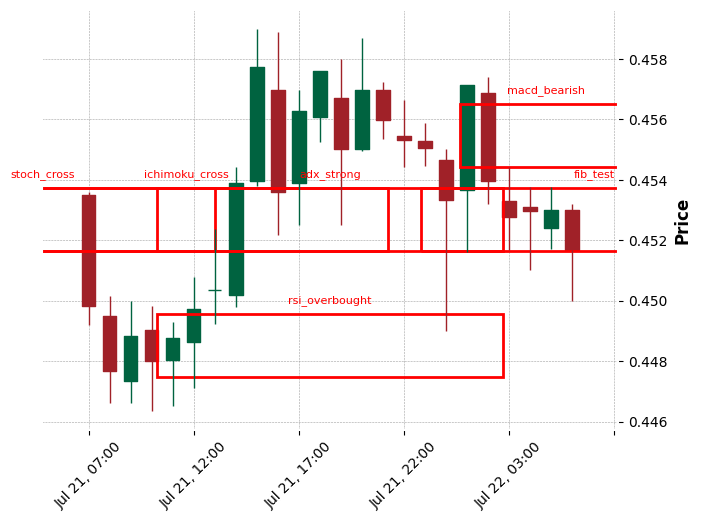 0.458
macd_bearish
0.456
stoch_cross
ichimoku_cross
fib_test
0.454
Price
0.452
rsi_overbought
0.450
0.448
0.446
Jul 21, 07:00
Jul 21, 12:00
Jul 21, 17:00
Jul 21, 22:00
Jul 22, 03:00